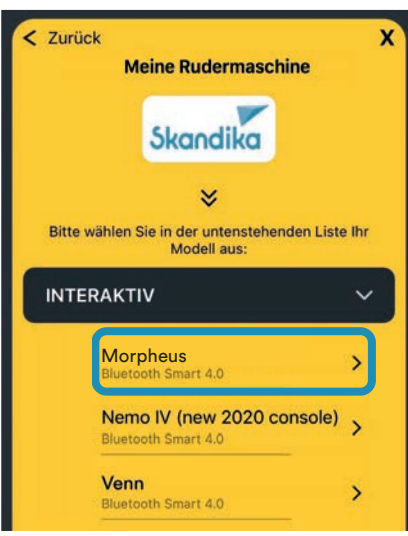 < Zurück X
Meine Rudermaschine
Skandika
Bitte wählen Sie in der untenstehenden Liste Ihr
Modell aus:
INTERAKTIV
Morpheus
Bluetooth Smart 4.0
Nemo IV (new 2020 console)
Bluetooth Smart 4.0
Venn
Bluetooth Smart 4.0